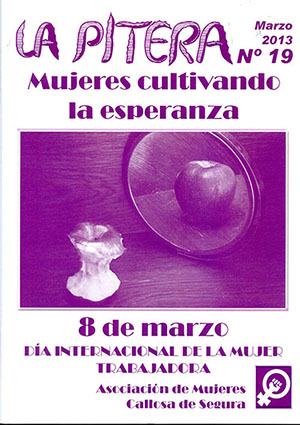 LA PITERA
Marzo
2013
Nº 19
Mujeres cultivando
la esperanza
8 de marzo
DÍA INTERNACIONAL DE LA MUJER
TRABAJADORA
Asociación de Mujeres
Callosa de Segura